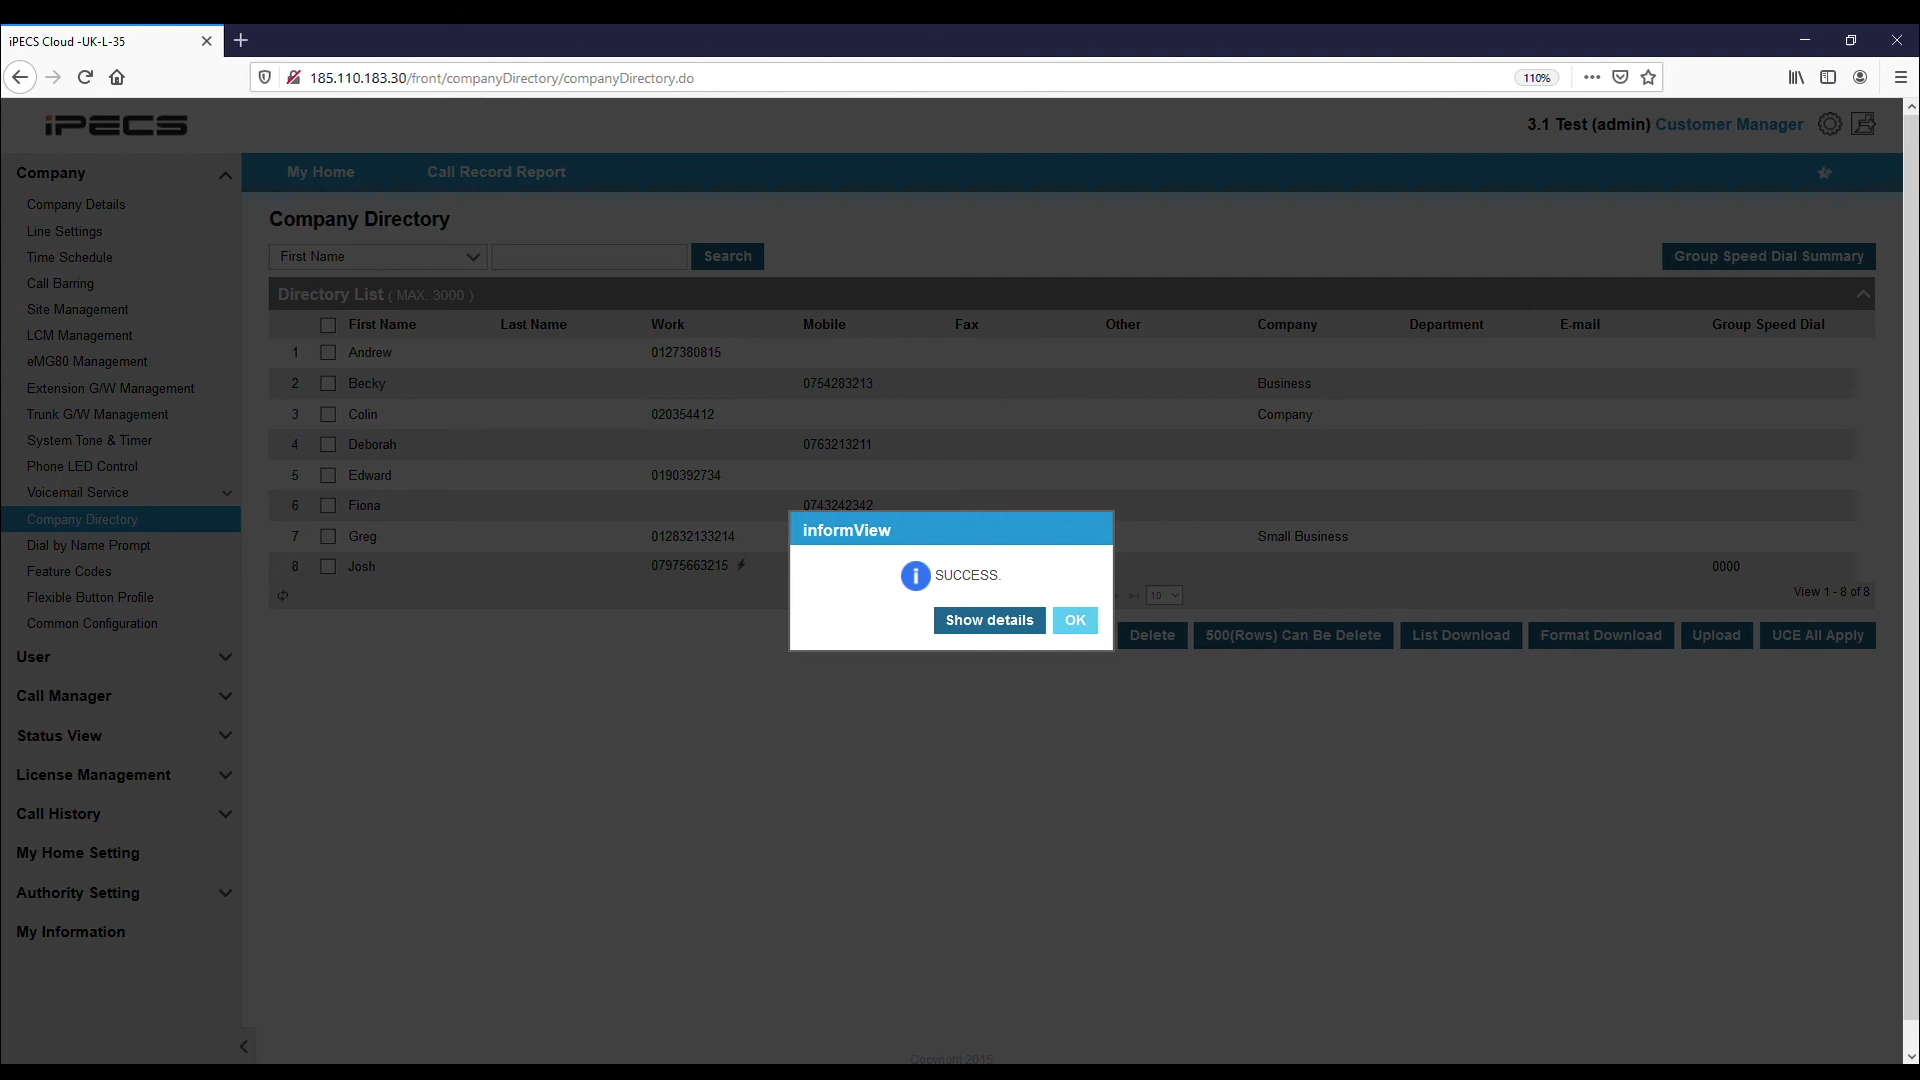 iPECS Cloud -UK-L-35
185.110.183.30/front/companyDirectory/companyDirectory.do
110%
iPECS
3.1 Test (admin) Customer Manager
My Home
Call Record Report
Company
Company Details
Line Settings
Time Schedule
Call Barring
Site Management
LCM Management
eMG80 Management
Extension G/W Management
Trunk G/W Management
System Tone & Timer
Phone LED Control
Voicemail Service
Company Directory
Dial by Name Prompt
Feature Codes
Flexible Button Profile
Common Configuration
User
Call Manager
Status View
License Management
Call History
My Home Setting
Authority Setting
My Information
Company Directory
First Name
Search
Group Speed Dial Summary
Directory List ( MAX. 3000 )
First Name Last Name Work Mobile Fax Other Company Department E-mail Group Speed Dial
1 Andrew 0127380815
2 Becky 0754283213 Business
3 Colin 020354412 Company
4 Deborah 0763213211
5 Edward 0190392734
6 Fiona 0743242342
7 Greg 012832133214 Small Business
8 Josh 07975663215 0000
10
View 1 - 8 of 8
informView
SUCCESS.
Show details
OK
Delete
500(Rows) Can Be Delete
List Download
Format Download
Upload
UCE All Apply
Copyright 2015